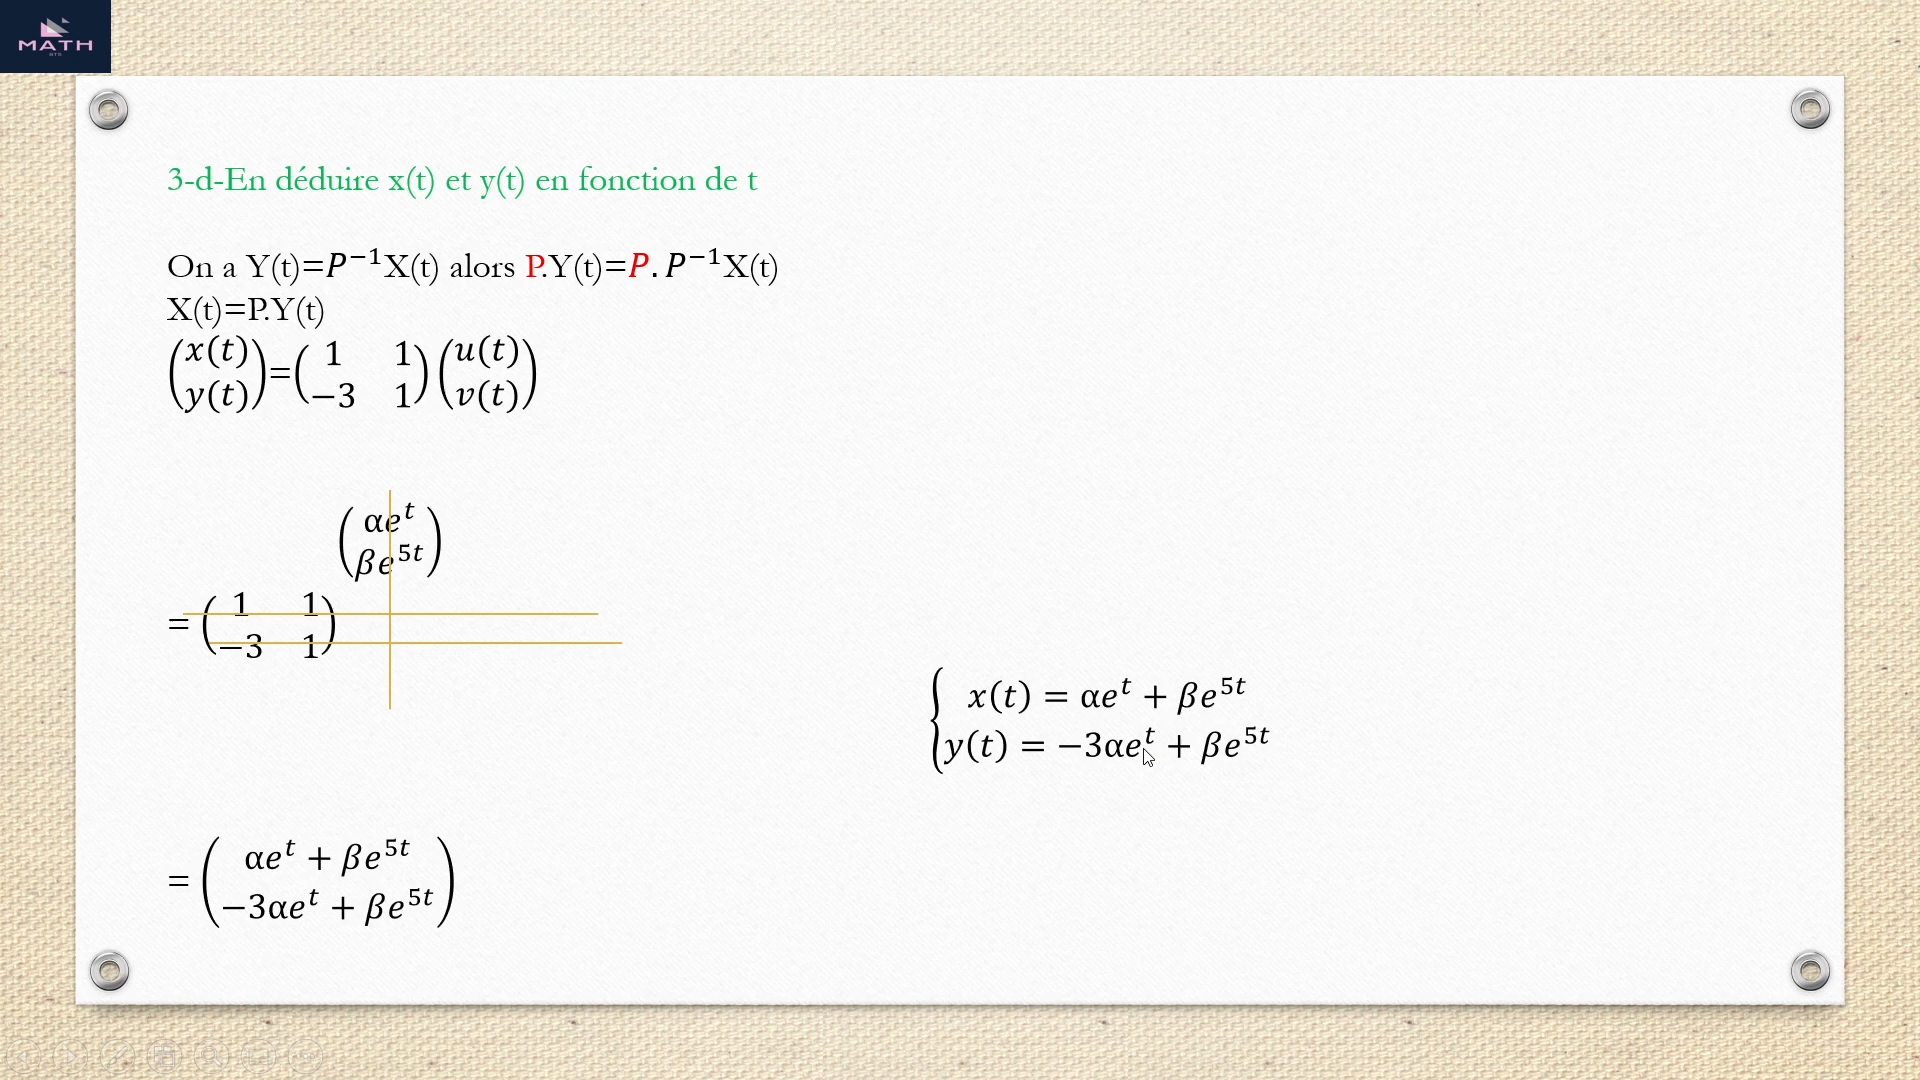 MATH
BTS
3-d-En déduire x(t) et y(t) en fonction de t
On a Y(t)=P⁻¹X(t) alors P.Y(t)=P. P⁻¹X(t)
X(t)=P.Y(t)
(x(t) y(t))=(1 1 −3 1)(u(t) v(t))
(αeᵗ βe⁵ᵗ)
= (1 1 −3 1)
x(t) = αeᵗ + βe⁵ᵗ
y(t) = −3αeᵗ + βe⁵ᵗ
= (αeᵗ + βe⁵ᵗ
−3αeᵗ + βe⁵ᵗ)